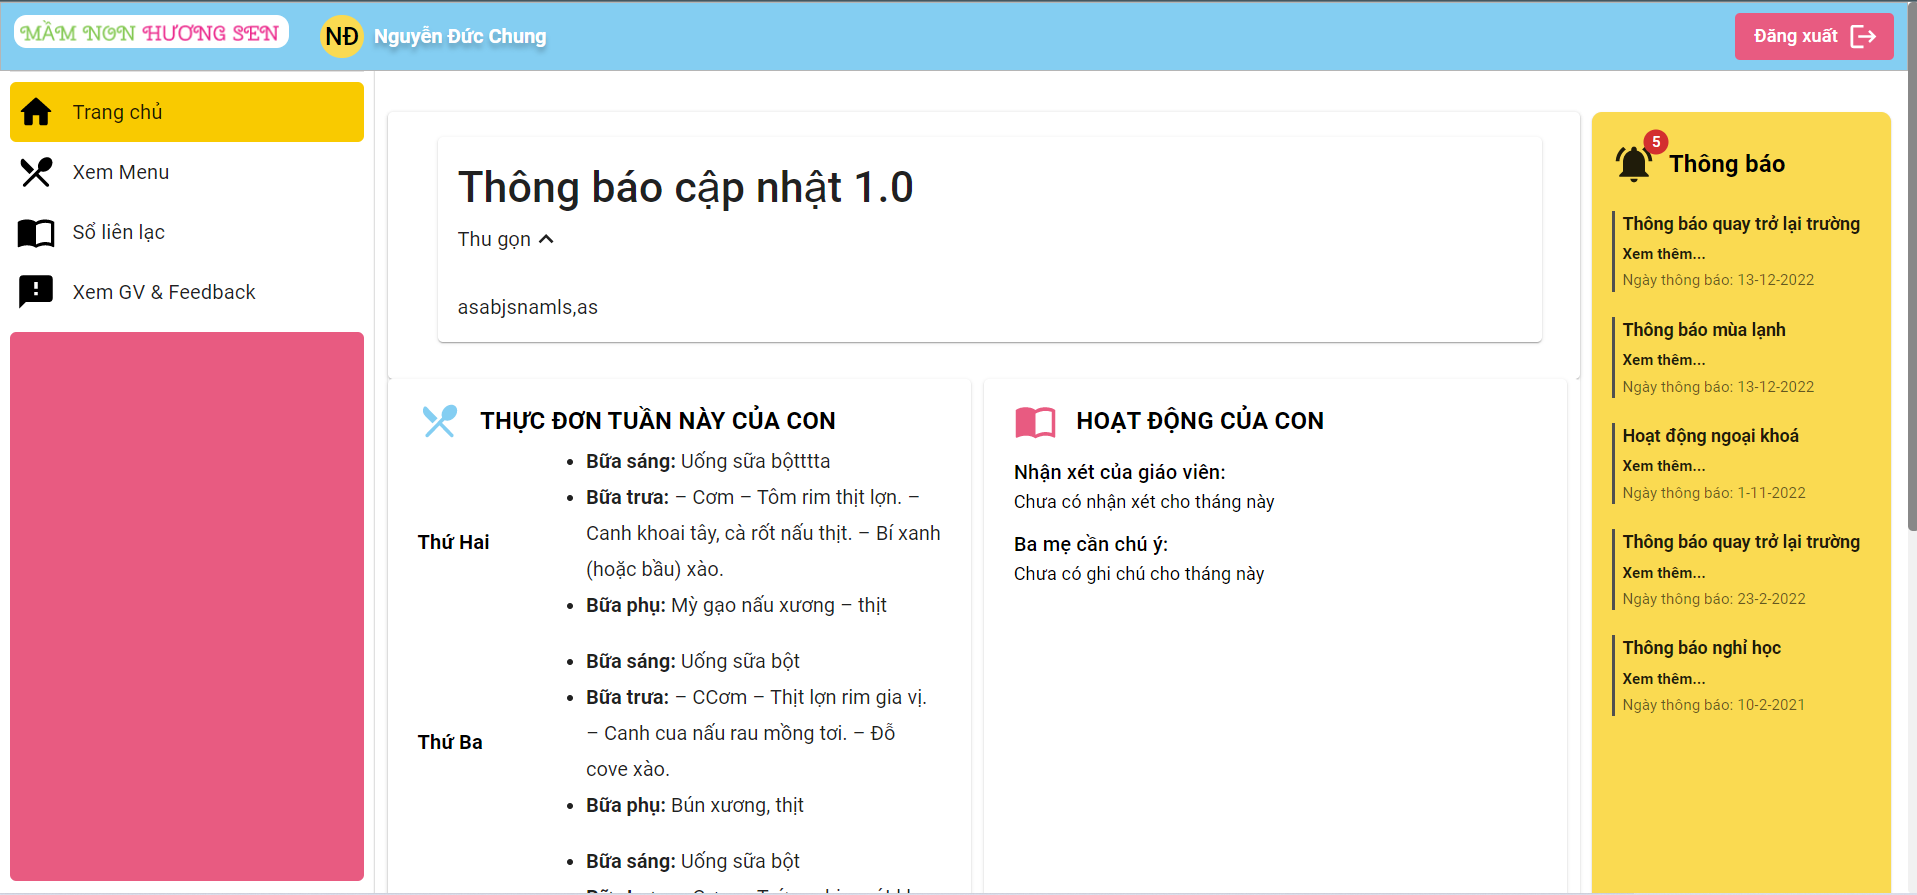 MẦM NON HƯƠNG SEN
NĐ
Nguyễn Đức Chung
Đăng xuất
Trang chủ
Xem Menu
Sổ liên lạc
Xem GV & Feedback
Thông báo cập nhật 1.0
Thu gọn
asabjsnamls,as
THỰC ĐƠN TUẦN NÀY CỦA CON
Thứ Hai
Bữa sáng: Uống sữa bộtttta
Bữa trưa: – Cơm – Tôm rim thịt lợn. –
Canh khoai tây, cà rốt nấu thịt. – Bí xanh
(hoặc bầu) xào.
Bữa phụ: Mỳ gạo nấu xương – thịt
Thứ Ba
Bữa sáng: Uống sữa bột
Bữa trưa: – CCơm – Thịt lợn rim gia vị.
– Canh cua nấu rau mồng tơi. – Đỗ
cove xào.
Bữa phụ: Bún xương, thịt
Bữa sáng: Uống sữa bột
HOẠT ĐỘNG CỦA CON
Nhận xét của giáo viên:
Chưa có nhận xét cho tháng này
Ba mẹ cần chú ý:
Chưa có ghi chú cho tháng này
5
Thông báo
Thông báo quay trở lại trường
Xem thêm...
Ngày thông báo: 13-12-2022
Thông báo mùa lạnh
Xem thêm...
Ngày thông báo: 13-12-2022
Hoạt động ngoại khoá
Xem thêm...
Ngày thông báo: 1-11-2022
Thông báo quay trở lại trường
Xem thêm...
Ngày thông báo: 23-2-2022
Thông báo nghỉ học
Xem thêm...
Ngày thông báo: 10-2-2021